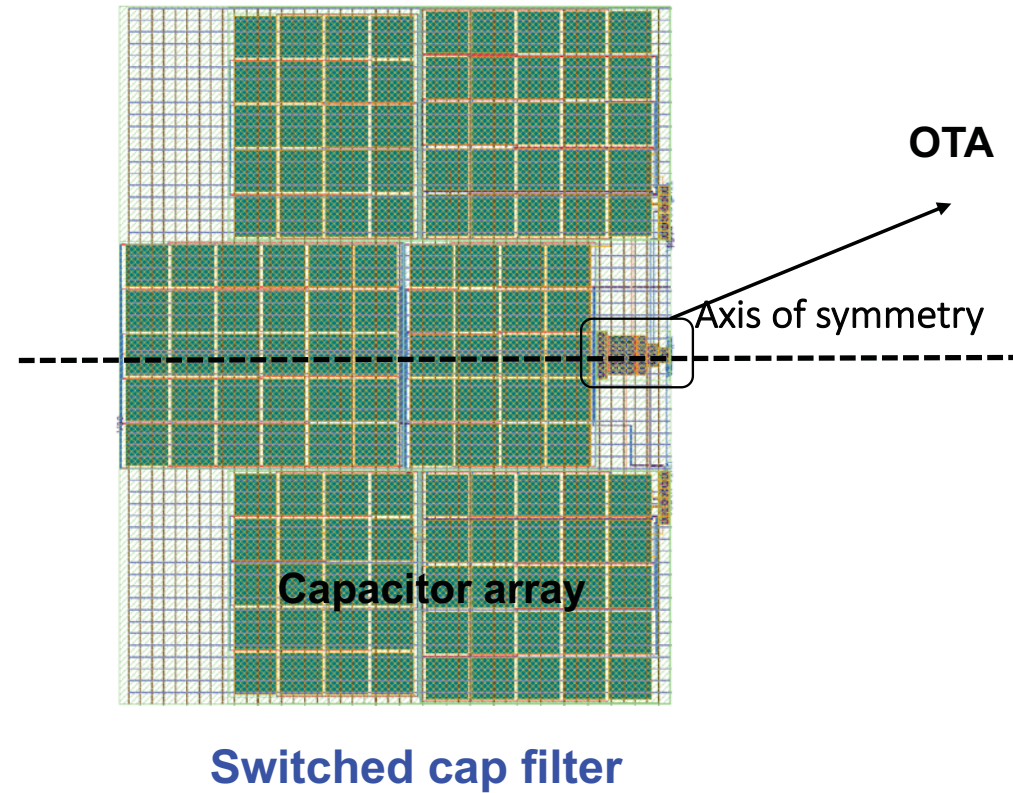 OTA
Axis of symmetry
Capacitor array
Switched cap filter